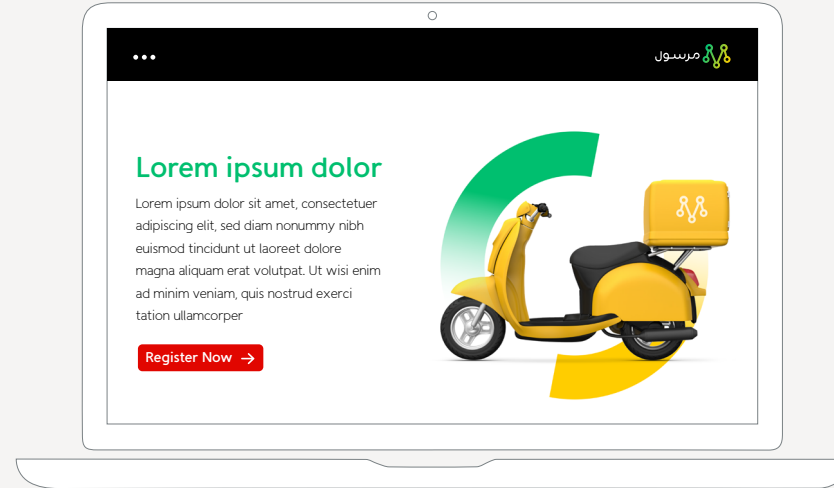 مرسول
Lorem ipsum dolor
Lorem ipsum dolor sit amet, consectetuer
adipiscing elit, sed diam nonummy nibh
euismod tincidunt ut laoreet dolore
magna aliquam erat volutpat. Ut wisi enim
ad minim veniam, quis nostrud exerci
tation ullamcorper
Register Now →